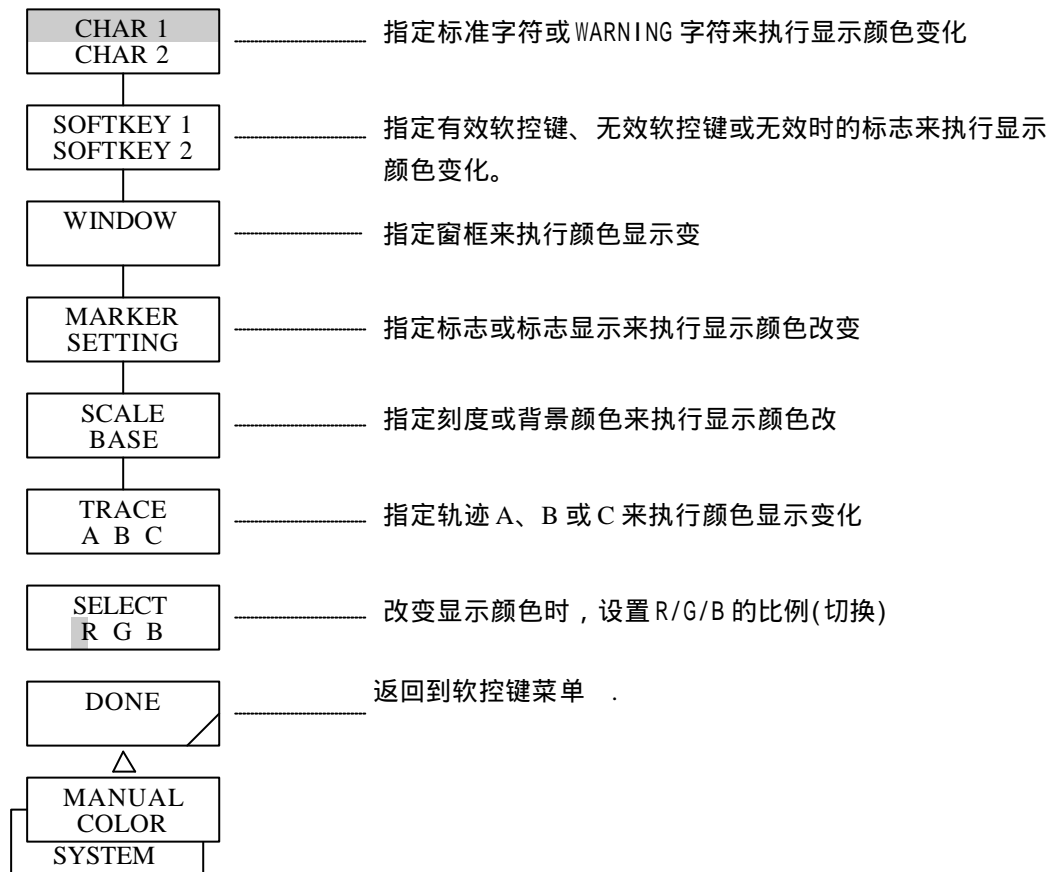 CHAR 1
CHAR 2
指定标准字符或 WARNING 字符来执行显示颜色变化
SOFTKEY 1
SOFTKEY 2
指定有效软控键、无效软控键或无效时的标志来执行显示
颜色变化。
WINDOW
指定窗框来执行颜色显示变
MARKER
SETTING
指定标志或标志显示来执行显示颜色改变
SCALE
BASE
指定刻度或背景颜色来执行显示颜色改
TRACE
A B C
指定轨迹 A、B 或 C 来执行颜色显示变化
SELECT
R G B
改变显示颜色时，设置 R/G/B 的比例(切换)
DONE
返回到软控键菜单 .
MANUAL
COLOR
SYSTEM